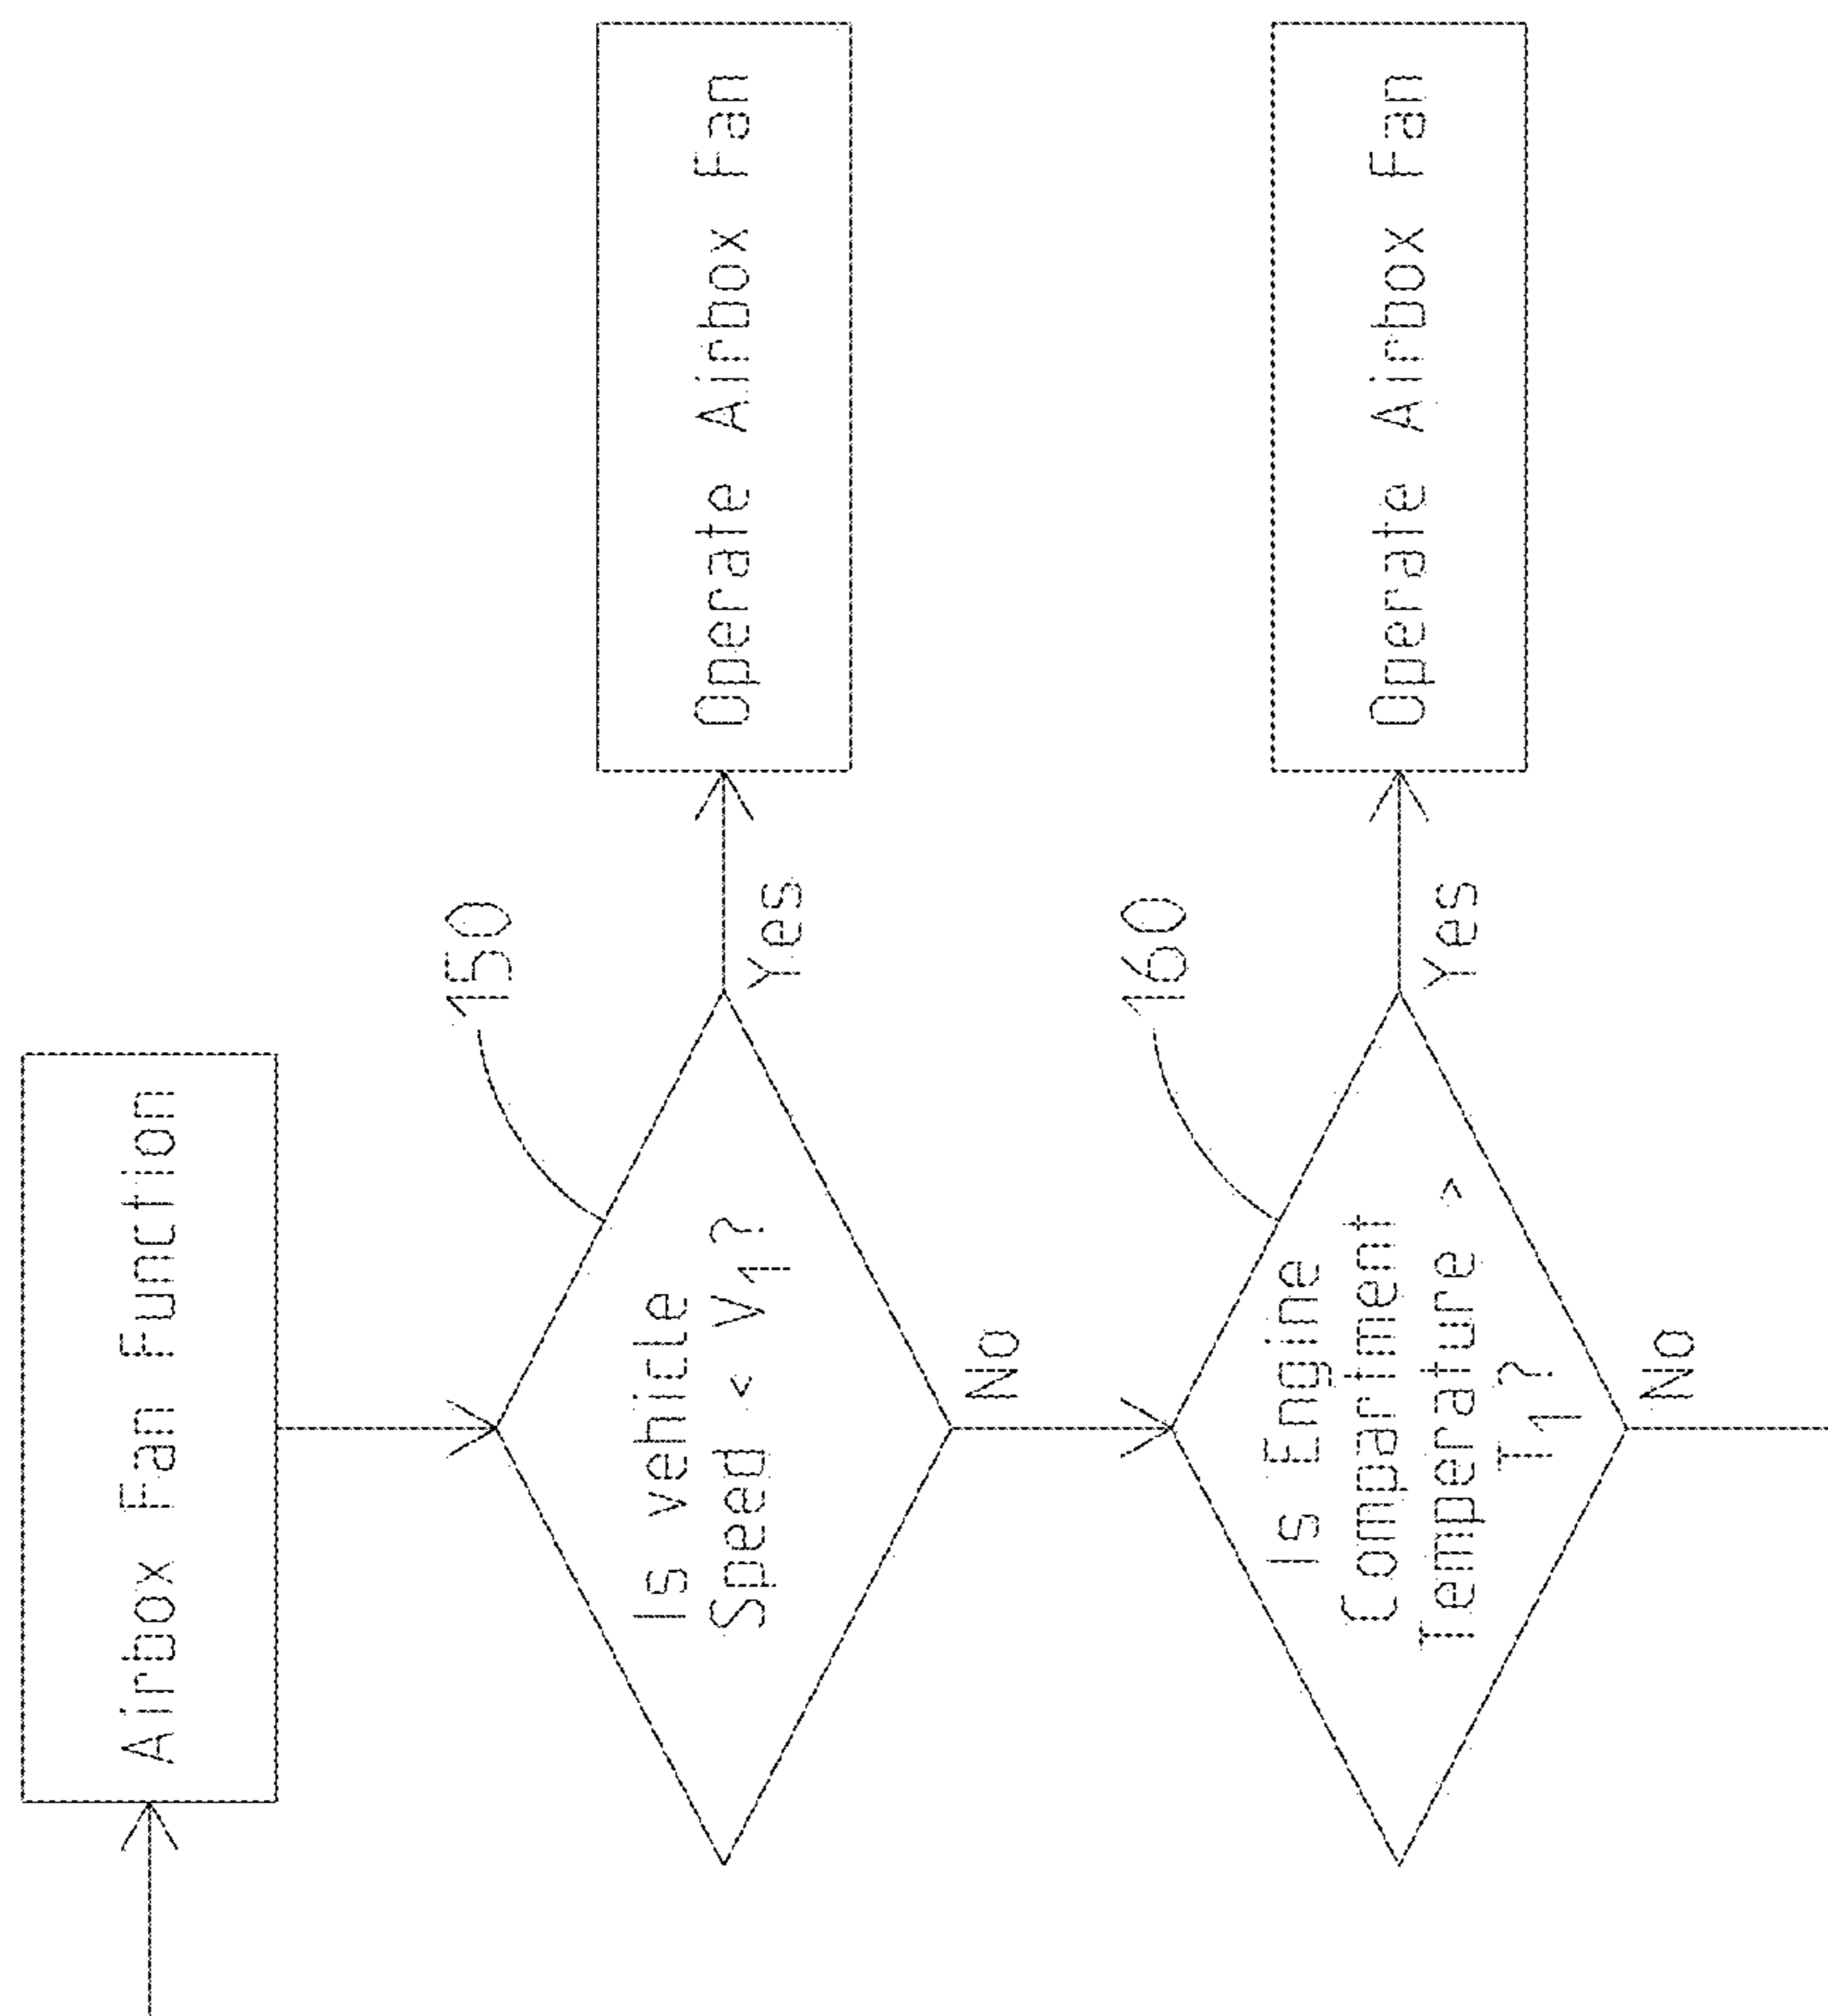 Airbox Fan Function
150
Is vehicle
Speed < V₁?
Yes
Operate Airbox Fan
No
160
Is Engine
Compartment
Temperature >
T₁?
Yes
Operate Airbox Fan
No